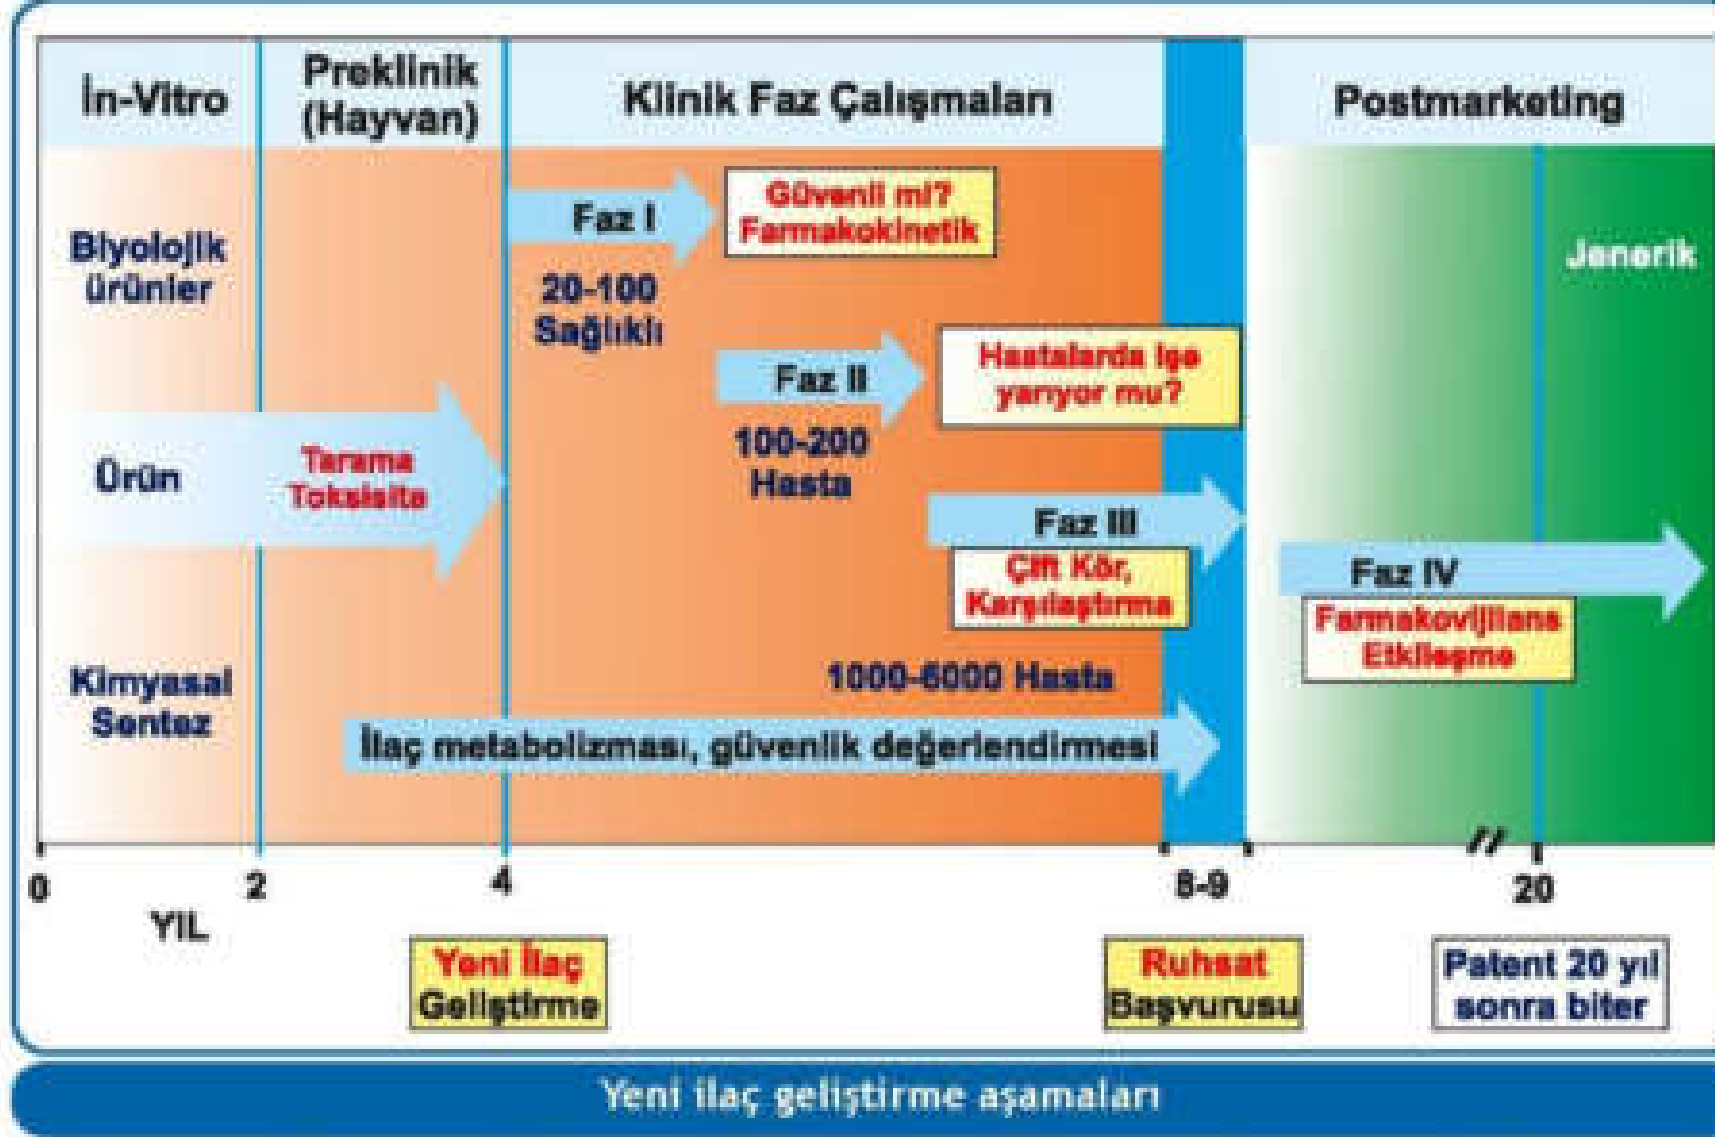 İn-Vitro
Preklinik
(Hayvan)
Klinik Faz Çalışmaları
Postmarketing
Biyolojik
ürünler
Ürün
Kimyasal
Sentez
Tarama
Toksisite
Faz I
20-100
Sağlıklı
Güvenli mi?
Farmakokinetik
Faz II
100-200
Hasta
Hastalarda işe
yarıyor mu?
Faz III
Çift Kör,
Karşılaştırma
1000-6000 Hasta
İlaç metabolizması, güvenlik değerlendirmesi
Jenerik
Faz IV
Farmakovijilans
Etkileşme
0
2
4
8-9
20
YIL
Yeni İlaç
Geliştirme
Ruhsat
Başvurusu
Patent 20 yıl
sonra biter
Yeni ilaç geliştirme aşamaları